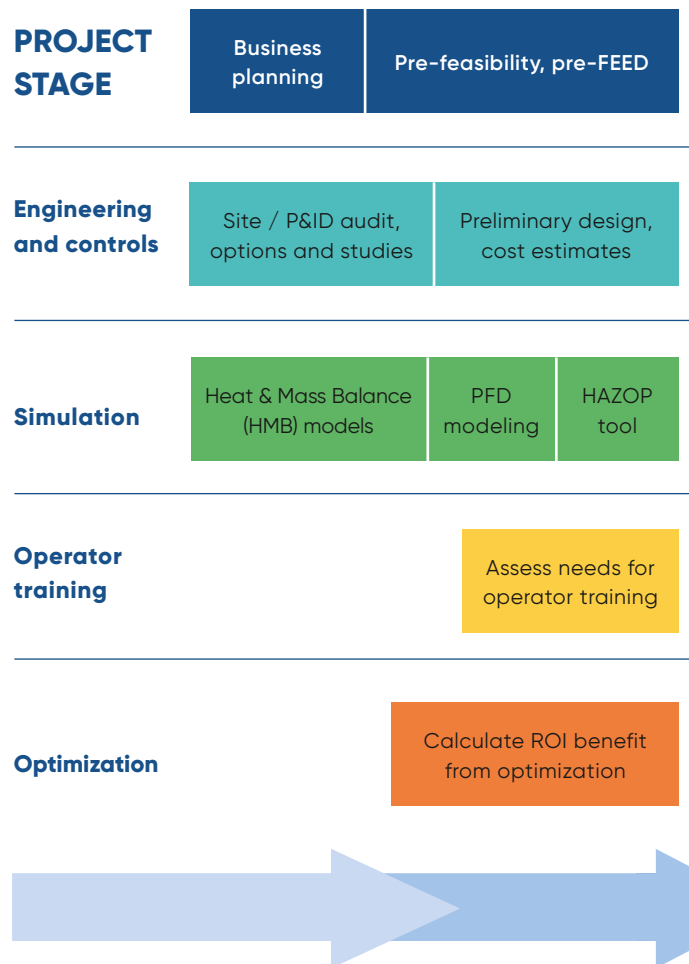 PROJECT
STAGE
Business
planning
Pre-feasibility, pre-FEED
Engineering
and controls
Site / P&ID audit,
options and studies
Preliminary design,
cost estimates
Simulation
Heat & Mass Balance
(HMB) models
PFD
modeling
HAZOP
tool
Operator
training
Assess needs for
operator training
Optimization
Calculate ROI benefit
from optimization